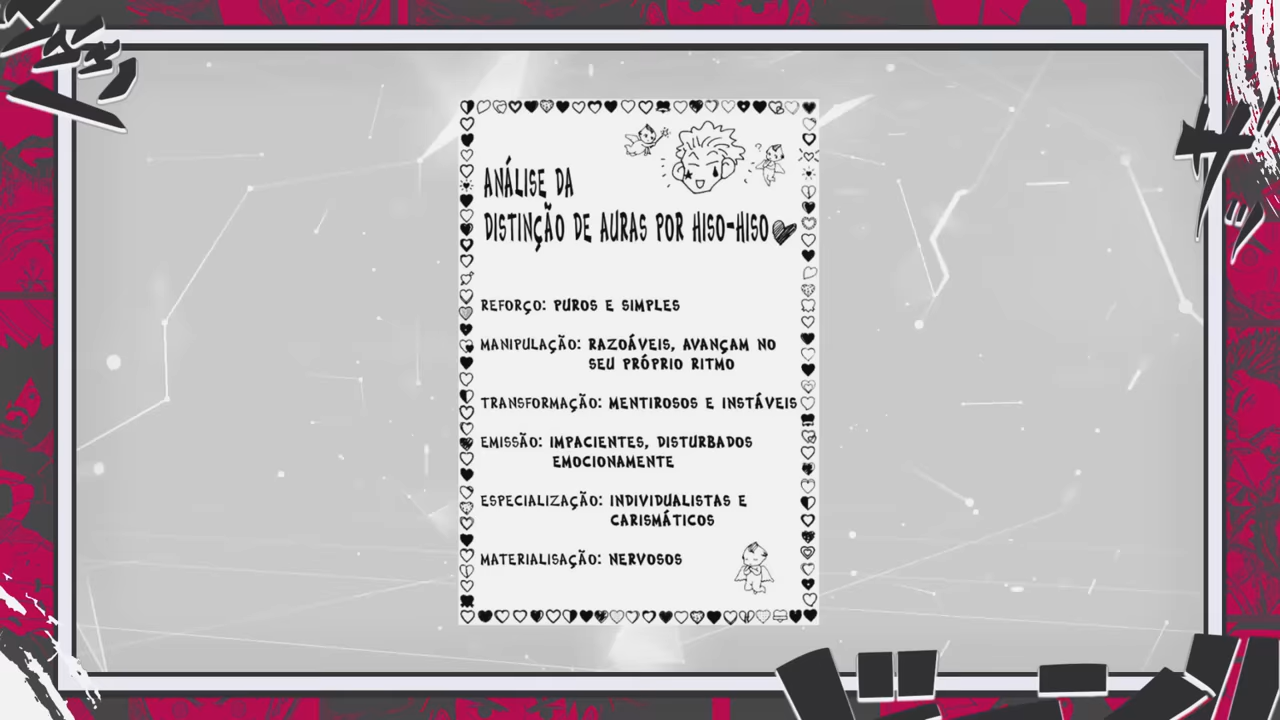 ANÁLISE DA
DISTINÇÃO DE AURAS POR HISO-HISO
REFORÇO: PUROS E SIMPLES
MANIPULAÇÃO: RAZOÁVEIS, AVANÇAM NO
SEU PRÓPRIO RITMO
TRANSFORMAÇÃO: MENTIROSOS E INSTÁVEIS
EMISSÃO: IMPACIENTES, DISTURBADOS
EMOCIONAMENTE
ESPECIALIZAÇÃO: INDIVIDUALISTAS E
CARISMÁTICOS
MATERIALISAÇÃO: NERVOSOS